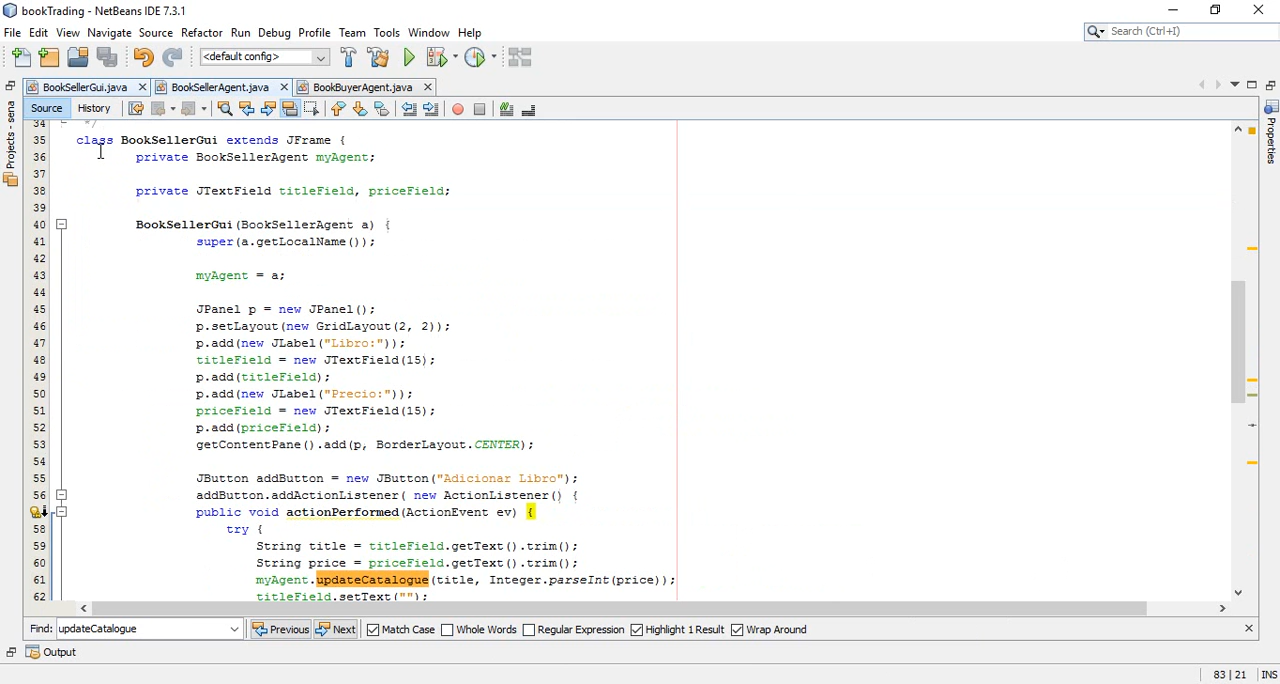 bookTrading - NetBeans IDE 7.3.1
File Edit View Navigate Source Refactor Run Debug Profile Team Tools Window Help
Search (Ctrl+I)
<default config>
BookSellerGui.java BookSellerAgent.java BookBuyerAgent.java
Source History
Projects - sena
Properties
34 */
35 class BookSellerGui extends JFrame {
36 private BookSellerAgent myAgent;
37
38 private JTextField titleField, priceField;
39
40 BookSellerGui(BookSellerAgent a) {
41 super(a.getLocalName());
42
43 myAgent = a;
44
45 JPanel p = new JPanel();
46 p.setLayout(new GridLayout(2, 2));
47 p.add(new JLabel("Libro:"));
48 titleField = new JTextField(15);
49 p.add(titleField);
50 p.add(new JLabel("Precio:"));
51 priceField = new JTextField(15);
52 p.add(priceField);
53 getContentPane().add(p, BorderLayout.CENTER);
54
55 JButton addButton = new JButton("Adicionar Libro");
56 addButton.addActionListener( new ActionListener() {
public void actionPerformed(ActionEvent ev) {
58 try {
59 String title = titleField.getText().trim();
60 String price = priceField.getText().trim();
61 myAgent.updateCatalogue(title, Integer.parseInt(price));
62 titleField.setText("");
Find: updateCatalogue Previous Next Match Case Whole Words Regular Expression Highlight 1 Result Wrap Around
Output
83 | 21 INS